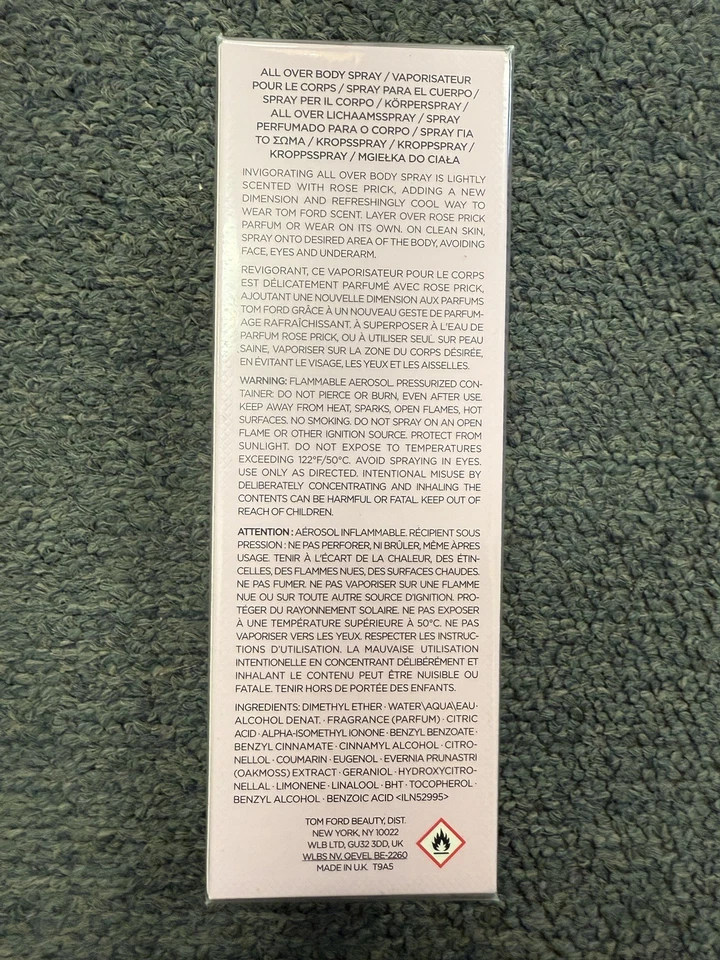 ALL OVER BODY SPRAY / VAPORISATEUR
POUR LE CORPS / SPRAY PARA EL CUERPO /
SPRAY PER IL CORPO / KÖRPERSPRAY /
ALL OVER LICHAAMSSPRAY / SPRAY
PERFUMADO PARA O CORPO / SPRAY ΓΙΑ
ΤΟ ΣΩΜΑ / KROPSSPRAY / KROPPSPRAY /
KROPPSSPRAY / MGIEŁKA DO CIAŁA
INVIGORATING ALL OVER BODY SPRAY IS LIGHTLY
SCENTED WITH ROSE PRICK, ADDING A NEW
DIMENSION AND REFRESHINGLY COOL WAY TO
WEAR TOM FORD SCENT. LAYER OVER ROSE PRICK
PARFUM OR WEAR ON ITS OWN. ON CLEAN SKIN,
SPRAY ONTO DESIRED AREA OF THE BODY, AVOIDING
FACE, EYES AND UNDERARM.
REVIGORANT, CE VAPORISATEUR POUR LE CORPS
EST DÉLICATEMENT PARFUMÉ AVEC ROSE PRICK,
AJOUTANT UNE NOUVELLE DIMENSION AUX PARFUMS
TOM FORD GRÂCE À UN NOUVEAU GESTE DE PARFUM-
AGE RAFRAÎCHISSANT. À SUPERPOSER À L'EAU DE
PARFUM ROSE PRICK, OU À UTILISER SEUL. SUR PEAU
SAINE, VAPORISER SUR LA ZONE DU CORPS DÉSIRÉE,
EN ÉVITANT LE VISAGE, LES YEUX ET LES AISSELLES.
WARNING: FLAMMABLE AEROSOL. PRESSURIZED CON-
TAINER: DO NOT PIERCE OR BURN, EVEN AFTER USE.
KEEP AWAY FROM HEAT, SPARKS, OPEN FLAMES, HOT
SURFACES. NO SMOKING. DO NOT SPRAY ON AN OPEN
FLAME OR OTHER IGNITION SOURCE. PROTECT FROM
SUNLIGHT. DO NOT EXPOSE TO TEMPERATURES
EXCEEDING 122°F/50°C. AVOID SPRAYING IN EYES.
USE ONLY AS DIRECTED. INTENTIONAL MISUSE BY
DELIBERATELY CONCENTRATING AND INHALING THE
CONTENTS CAN BE HARMFUL OR FATAL. KEEP OUT OF
REACH OF CHILDREN.
ATTENTION : AÉROSOL INFLAMMABLE. RÉCIPIENT SOUS
PRESSION : NE PAS PERFORER, NI BRÛLER, MÊME ÀPRES
USAGE. TENIR À L'ÉCART DE LA CHALEUR, DES ÉTIN-
CELLES, DES FLAMMES NUES, DES SURFACES CHAUDES.
NE PAS FUMER. NE PAS VAPORISER SUR UNE FLAMME
NUE OU SUR TOUTE AUTRE SOURCE D'IGNITION. PRO-
TÉGER DU RAYONNEMENT SOLAIRE. NE PAS EXPOSER
À UNE TEMPÉRATURE SUPÉRIEURE À 50°C. NE PAS
VAPORISER VERS LES YEUX. RESPECTER LES INSTRUC-
TIONS D'UTILISATION. LA MAUVAISE UTILISATION
INTENTIONELLE EN CONCENTRANT DÉLIBÉRÉMENT ET
INHALANT LE CONTENU PEUT ÊTRE NUISIBLE OU
FATALE. TENIR HORS DE PORTÉE DES ENFANTS.
INGREDIENTS: DIMETHYL ETHER · WATER\AQUA\EAU ·
ALCOHOL DENAT. · FRAGRANCE (PARFUM) · CITRIC
ACID · ALPHA-ISOMETHYL IONONE · BENZYL BENZOATE ·
BENZYL CINNAMATE · CINNAMYL ALCOHOL · CITRO-
NELLOL · COUMARIN · EUGENOL · EVERNIA PRUNASTRI
(OAKMOSS) EXTRACT · GERANIOL · HYDROXYCITRO-
NELLAL · LIMONENE · LINALOOL · BHT · TOCOPHEROL ·
BENZYL ALCOHOL · BENZOIC ACID <ILN52995>
TOM FORD BEAUTY, DIST.
NEW YORK, NY 10022
WLB LTD, GU32 3DD, UK
WLBS NV. OEVEL BE-2260
MADE IN U.K. T9A5